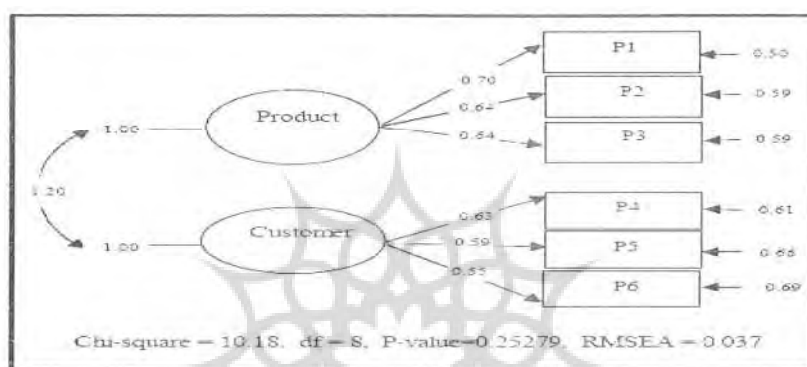 P1
0.70
0.50
Product
P2
0.64
0.59
1.00
P3
0.64
0.59
1.20
P4
0.63
0.61
Customer
P5
0.59
1.00
P6
0.69
Chi-square = 10.18, df = 8, P-value=0.25279, RMSEA = 0.037